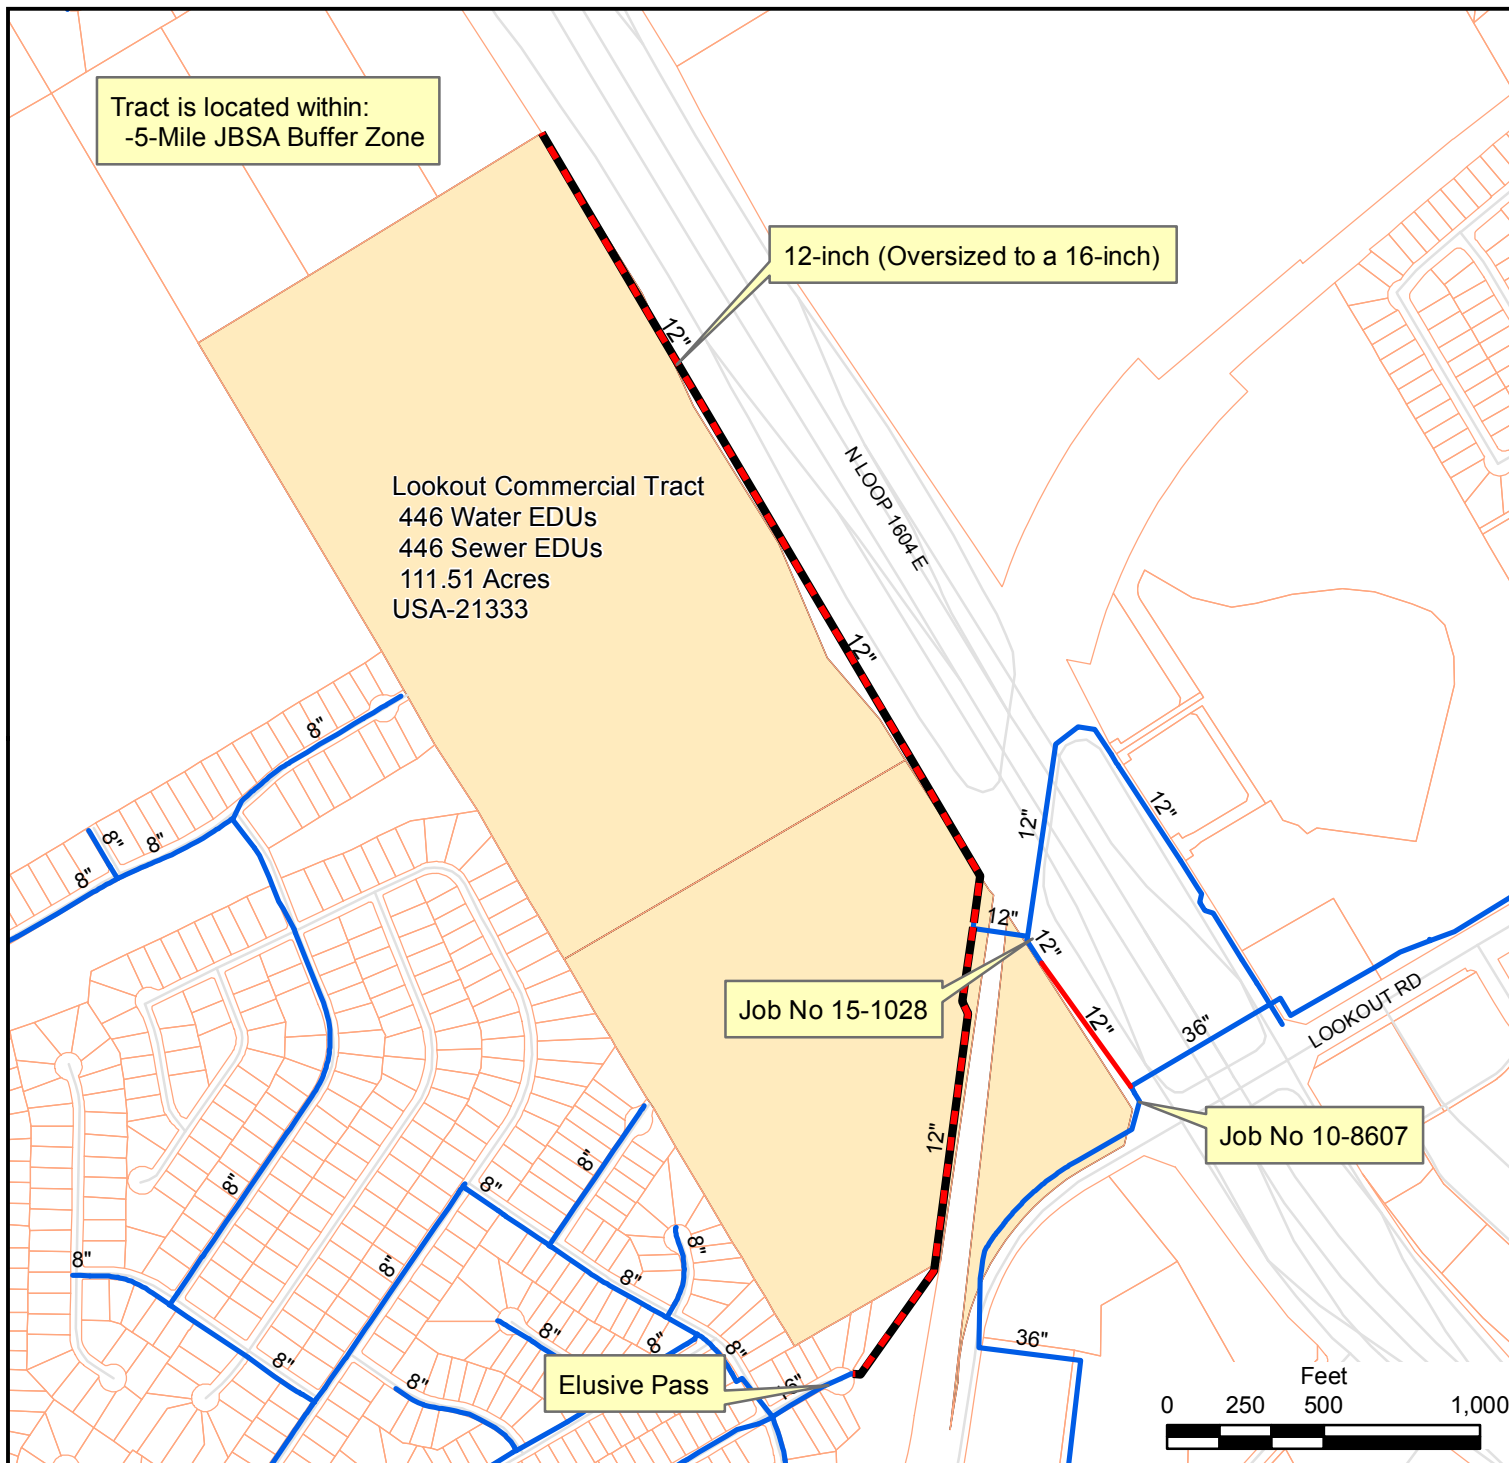 Tract is located within:
-5-Mile JBSA Buffer Zone
12-inch (Oversized to a 16-inch)
12"
N LOOP 1604 E
Lookout Commercial Tract
446 Water EDUs
446 Sewer EDUs
111.51 Acres
USA-21333
12"
8"
8"
8"
8"
12"
12"
12"
12"
Job No 15-1028
12"
36"
LOOKOUT RD
Job No 10-8607
12"
8"
8"
8"
8"
8"
8"
8"
8"
8"
8"
8"
8"
36"
Elusive Pass
Feet
0 250 500 1,000